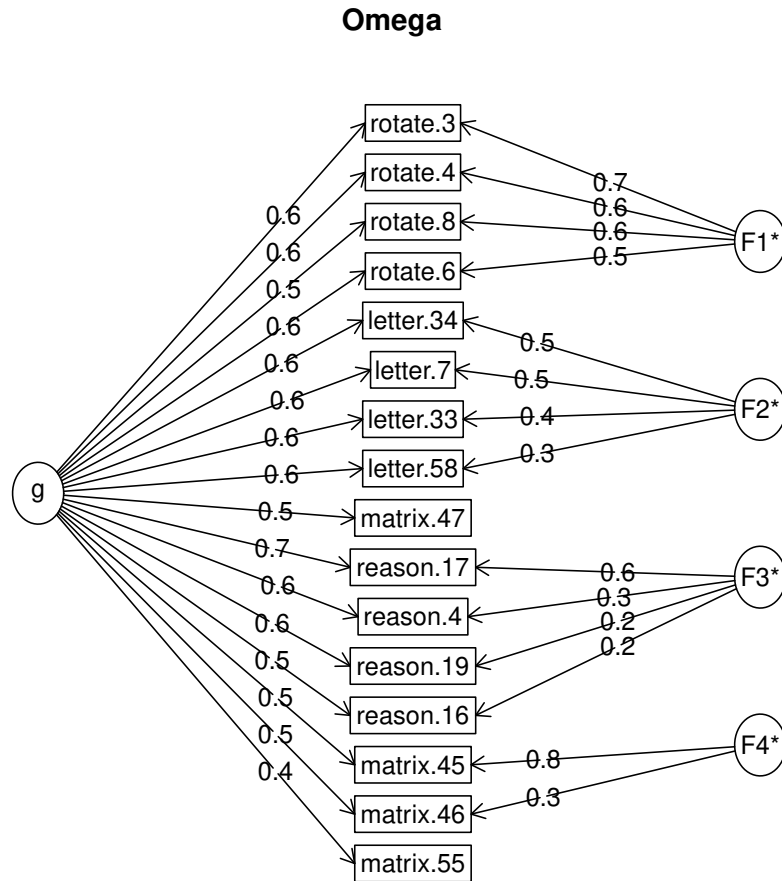 Omega
rotate.3
rotate.4
rotate.8
rotate.6
letter.34
letter.7
letter.33
letter.58
matrix.47
reason.17
reason.4
reason.19
reason.16
matrix.45
matrix.46
matrix.55
g
0.6
0.6
0.5
0.6
0.6
0.6
0.6
0.6
0.5
0.7
0.6
0.6
0.5
0.5
0.5
0.4
F1*
0.7
0.6
0.6
0.5
F2*
0.5
0.5
0.4
0.3
F3*
0.6
0.3
0.2
0.2
F4*
0.8
0.3